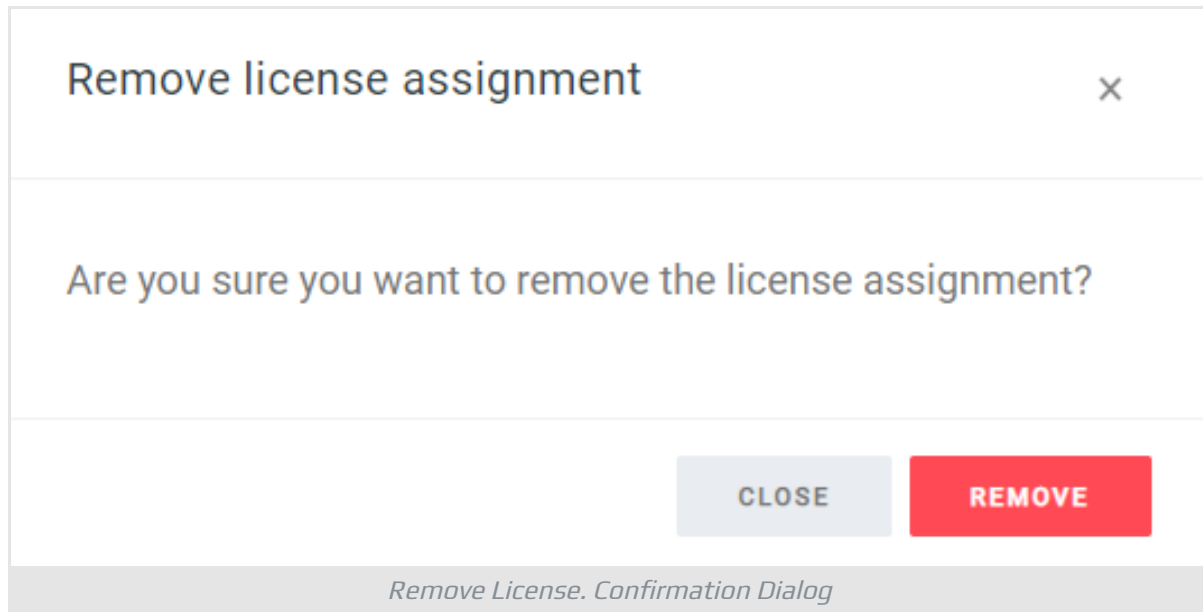 Remove license assignment
×
Are you sure you want to remove the license assignment?
CLOSE REMOVE
Remove License. Confirmation Dialog